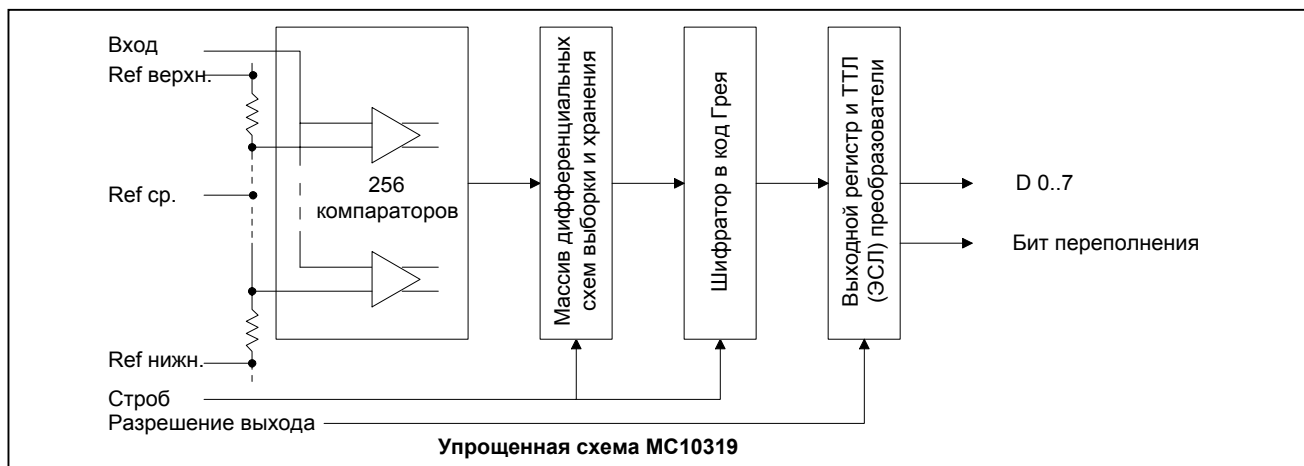 Вход
Ref верхн.
Ref ср.
Ref нижн.
Строб
Разрешение выхода
256
компараторов
Массив дифференциальных
схем выборки и хранения
Шифратор в код Грея
Выходной регистр и ТТЛ
(ЭСЛ) преобразователи
D 0..7
Бит переполнения
Упрощенная схема MC10319